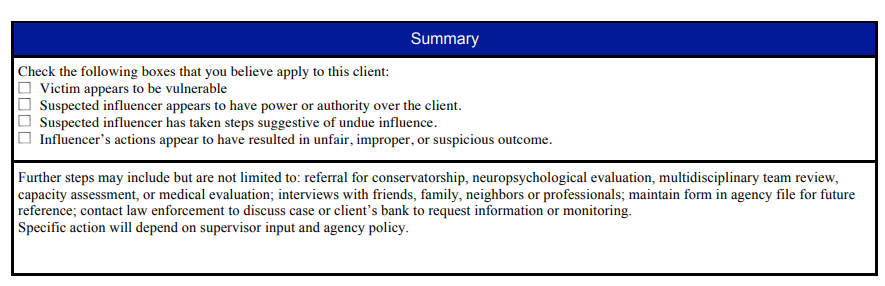 Summary
Check the following boxes that you believe apply to this client:
☐ Victim appears to be vulnerable
☐ Suspected influencer appears to have power or authority over the client.
☐ Suspected influencer has taken steps suggestive of undue influence.
☐ Influencer’s actions appear to have resulted in unfair, improper, or suspicious outcome.
Further steps may include but are not limited to: referral for conservatorship, neuropsychological evaluation, multidisciplinary team review,
capacity assessment, or medical evaluation; interviews with friends, family, neighbors or professionals; maintain form in agency file for future
reference; contact law enforcement to discuss case or client’s bank to request information or monitoring.
Specific action will depend on supervisor input and agency policy.